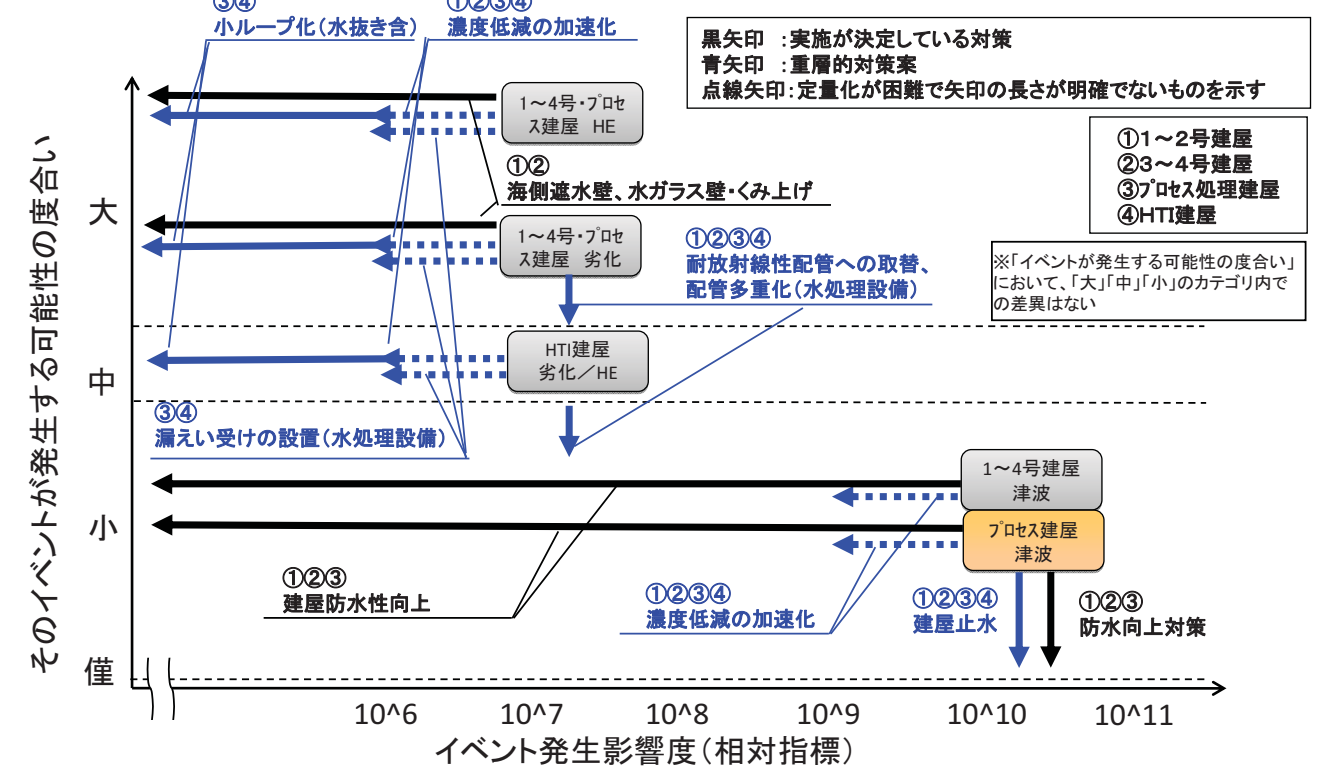 ③④
小ループ化(水抜き含)
①②③④
濃度低減の加速化
黒矢印 :実施が決定している対策
青矢印 :重層的対策案
点線矢印:定量化が困難で矢印の長さが明確でないものを示す
①1～2号建屋
②3～4号建屋
③プロセス処理建屋
④HTI建屋
※「イベントが発生する可能性の度合い」
において、「大」「中」「小」のカテゴリ内で
の差異はない
そのイベントが発生する可能性の度合い
大
中
小
僅
1～4号・プロセ
ス建屋 HE
①②
海側遮水壁、水ガラス壁・くみ上げ
1～4号・プロセ
ス建屋 劣化
①②③④
耐放射線性配管への取替、
配管多重化(水処理設備)
HTI建屋
劣化／HE
③④
漏えい受けの設置(水処理設備)
1～4号建屋
津波
プロセス建屋
津波
①②③
建屋防水性向上
①②③④
濃度低減の加速化
①②③④
建屋止水
①②③
防水向上対策
10^6 10^7 10^8 10^9 10^10 10^11
イベント発生影響度(相対指標)